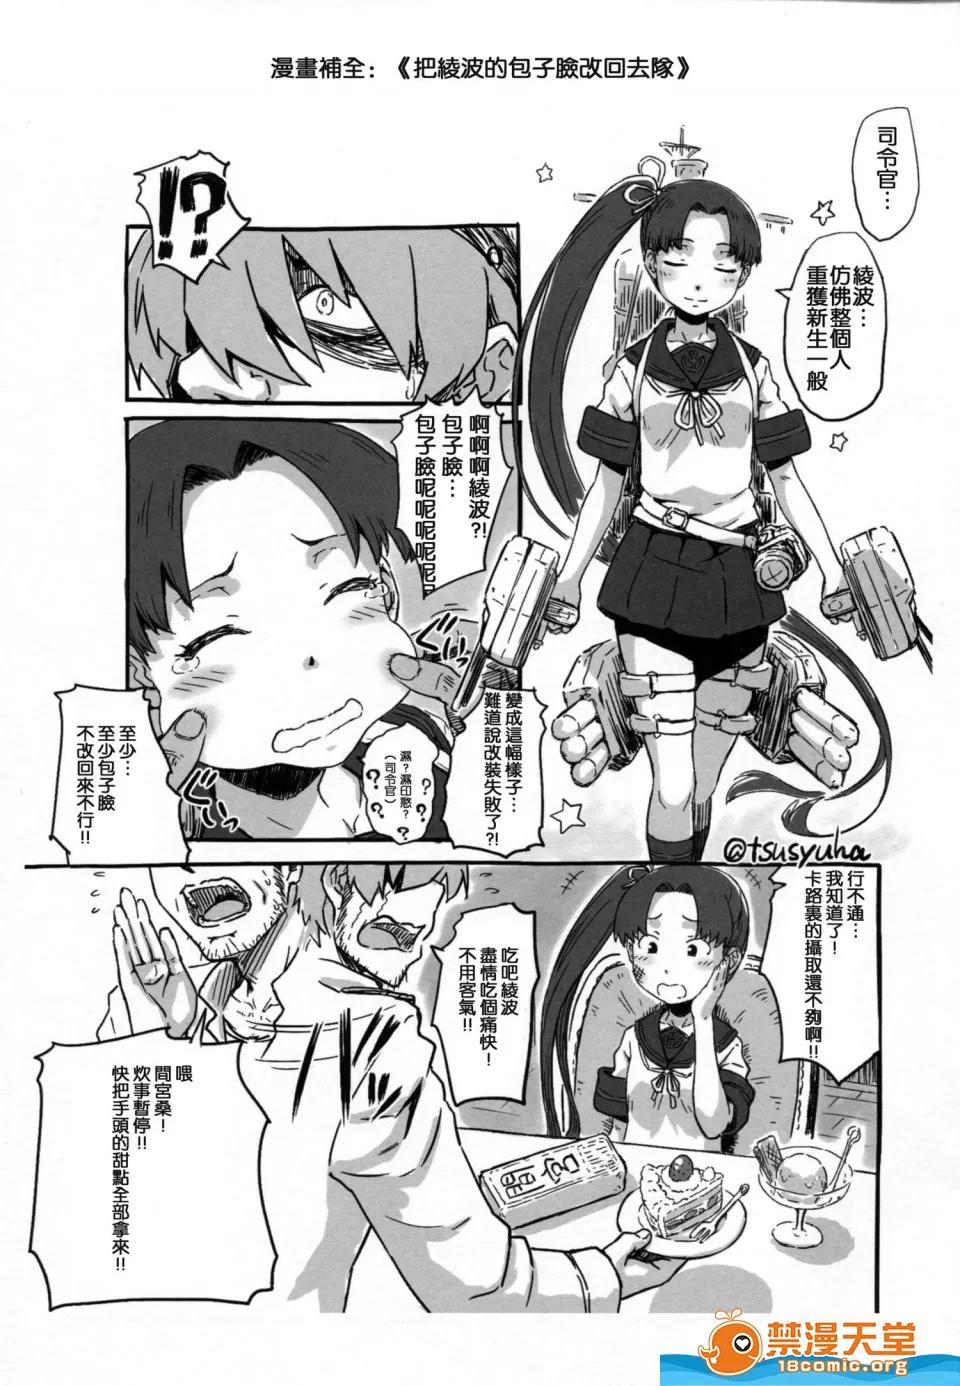 漫畫補全：《把綾波的包子臉改回去隊》
司令官…
綾波…
仿佛整個人
重獲新生一般
!?
啊啊啊綾波?!
包子臉…
包子臉呢呢呢呢呢
變成這幅樣子…
難道說改裝失敗了?!
濕？濕印憨？
（司令官）
? ? ? ? ? ?
至少…
至少包子臉
不改回來不行!!
@tsusyuha
行不通…
我知道了!
卡路裏的攝取還不夠啊!!
吃吧綾波
盡情吃個痛快!
不用客氣!!
喂
間宮桑!
炊事暫停!!
快把手頭的甜點全部拿來!!
間宮
禁漫天堂
18comic.org